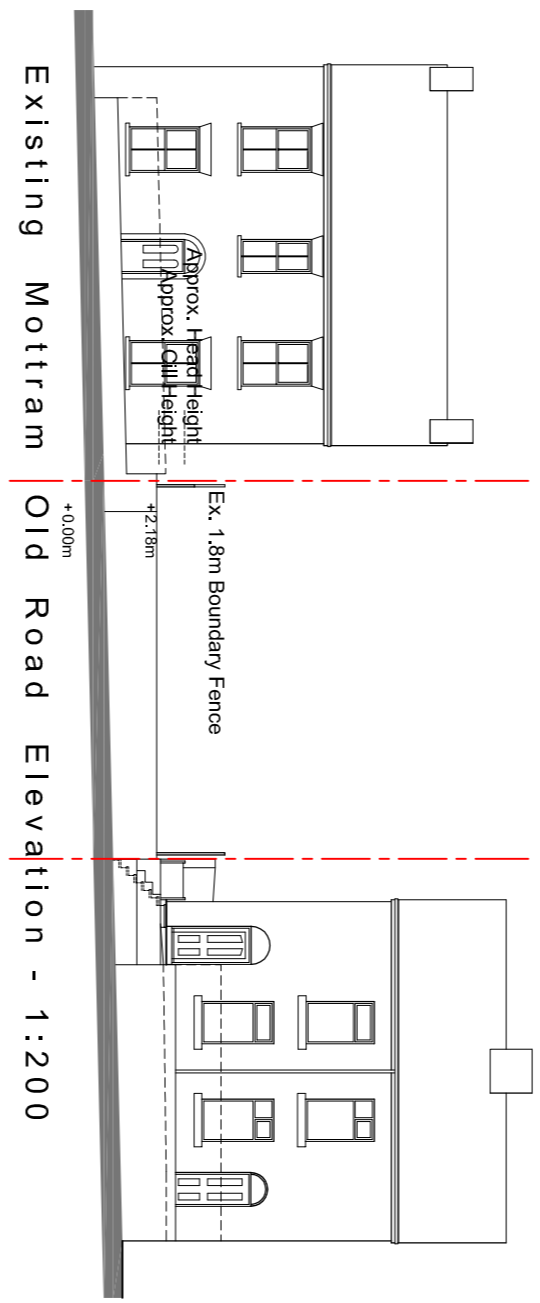 Approx. Head Height
Approx. Cill Height
Ex. 1.8m Boundary Fence
+2.18m
+0.00m
Existing Mottram Old Road Elevation - 1:200